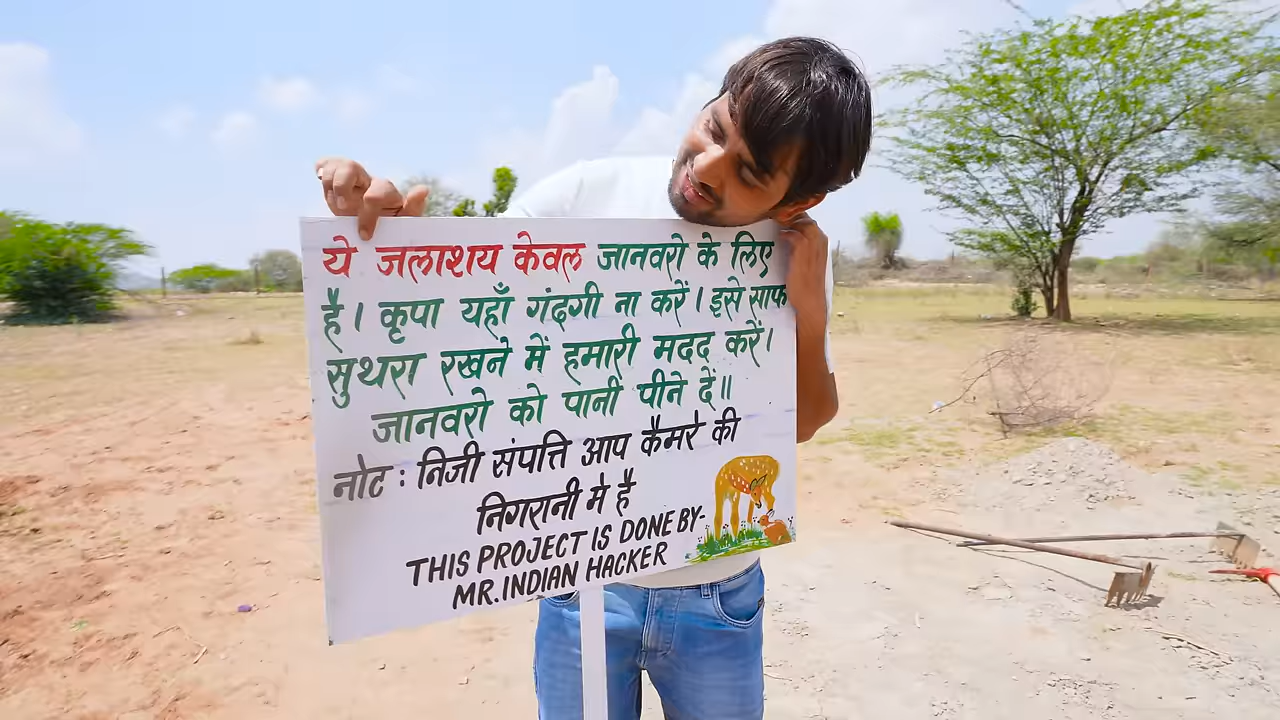 ये जलाशय केवल जानवरो के लिए
है। कृपा यहाँ गंदगी ना करें। इसे साफ
सुथरा रखने में हमारी मदद करें।
जानवरो को पानी पीने दें॥
नोट : निजी संपत्ति आप कैमरे की
निगरानी मे है
THIS PROJECT IS DONE BY-
MR. INDIAN HACKER